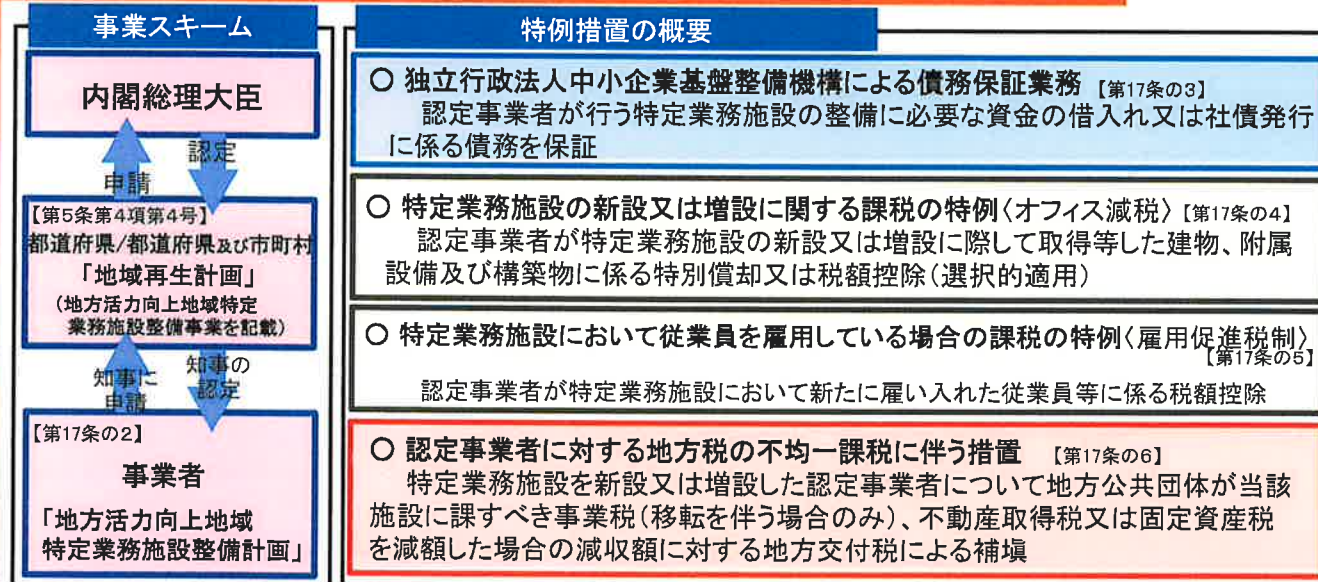 事業スキーム
内閣総理大臣
認定
申請
【第5条第4項第4号】
都道府県/都道府県及び市町村
「地域再生計画」
(地方活力向上地域特定
業務施設整備事業を記載)
知事に
申請
知事の
認定
【第17条の2】
事業者
「地方活力向上地域
特定業務施設整備計画」
特例措置の概要
○ 独立行政法人中小企業基盤整備機構による債務保証業務 【第17条の3】
認定事業者が行う特定業務施設の整備に必要な資金の借入れ又は社債発行
に係る債務を保証
○ 特定業務施設の新設又は増設に関する課税の特例〈オフィス減税〉【第17条の4】
認定事業者が特定業務施設の新設又は増設に際して取得等した建物、附属
設備及び構築物に係る特別償却又は税額控除(選択的適用)
○ 特定業務施設において従業員を雇用している場合の課税の特例〈雇用促進税制〉
【第17条の5】
認定事業者が特定業務施設において新たに雇い入れた従業員等に係る税額控除
○ 認定事業者に対する地方税の不均一課税に伴う措置 【第17条の6】
特定業務施設を新設又は増設した認定事業者について地方公共団体が当該
施設に課すべき事業税(移転を伴う場合のみ)、不動産取得税又は固定資産税
を減額した場合の減収額に対する地方交付税による補塡